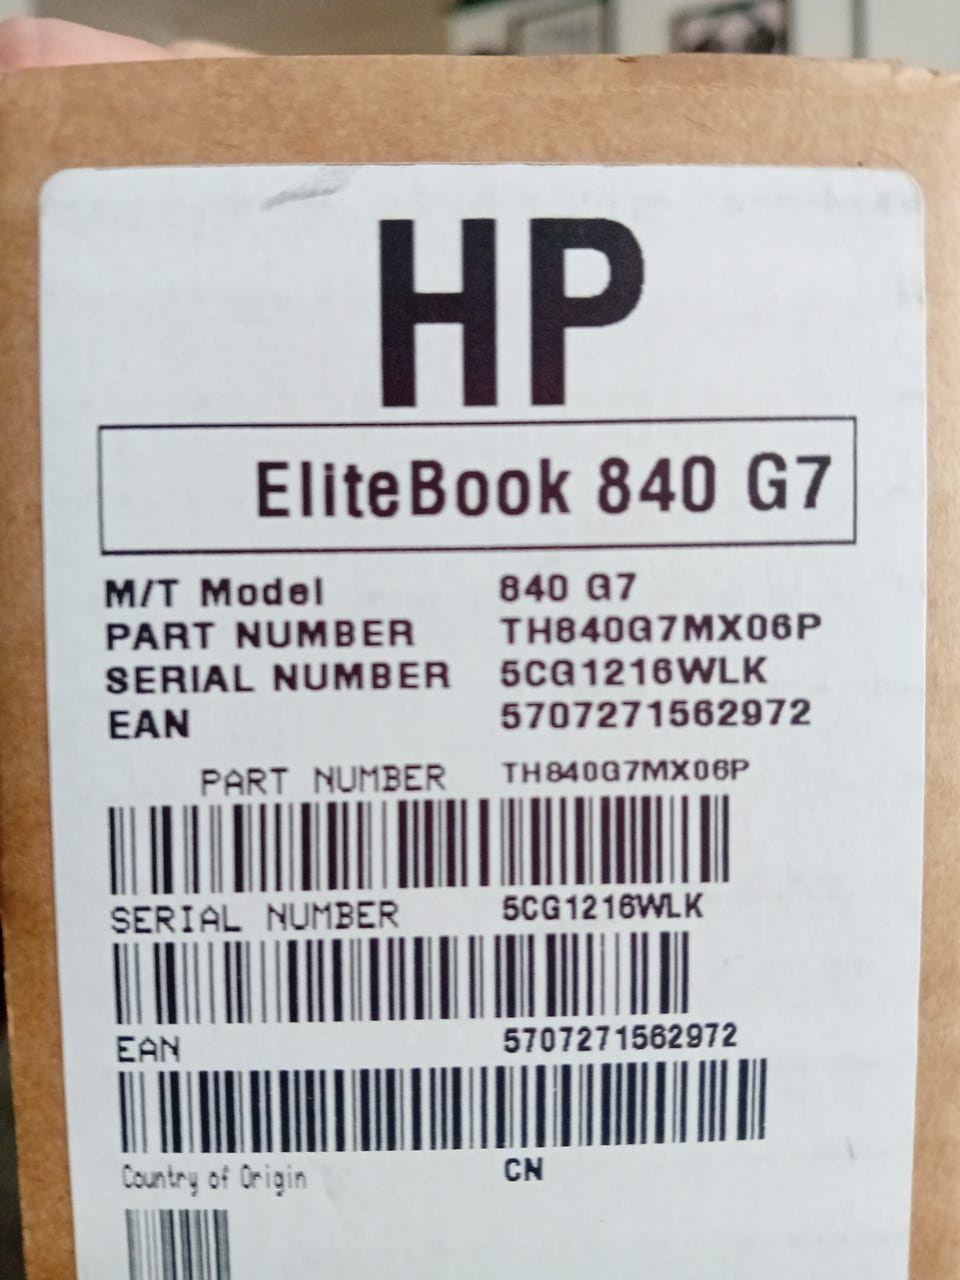 HP
EliteBook 840 G7
M/T Model 840 G7
PART NUMBER TH840G7MX06P
SERIAL NUMBER 5CG1216WLK
EAN 5707271562972
PART NUMBER TH840G7MX06P
SERIAL NUMBER 5CG1216WLK
EAN 5707271562972
Country of Origin CN